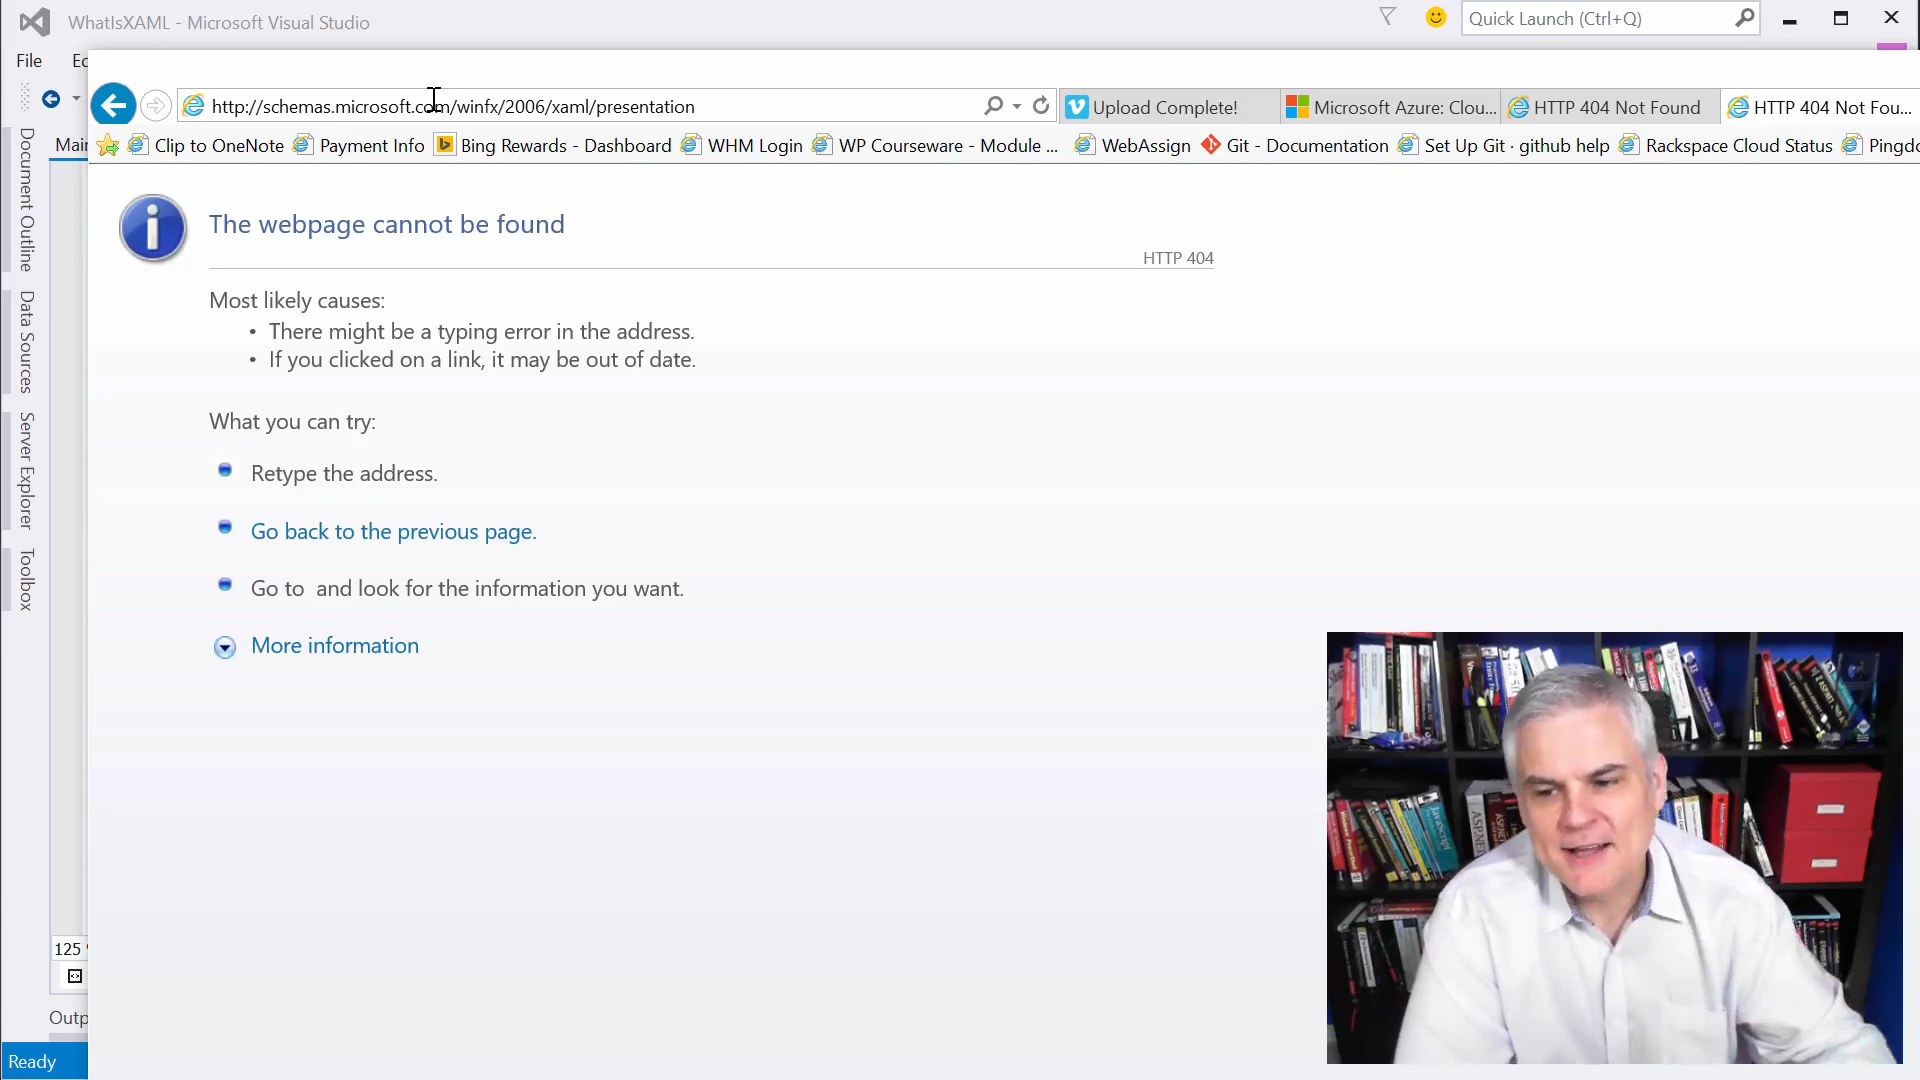 WhatIsXAML - Microsoft Visual Studio
Quick Launch (Ctrl+Q)
File
http://schemas.microsoft.com/winfx/2006/xaml/presentation
Upload Complete!
Microsoft Azure: Clou...
HTTP 404 Not Found
HTTP 404 Not Fou...
Clip to OneNote
Payment Info
Bing Rewards - Dashboard
WHM Login
WP Courseware - Module ...
WebAssign
Git - Documentation
Set Up Git · github help
Rackspace Cloud Status
Pingdo
Document Outline
Data Sources
Server Explorer
Toolbox
The webpage cannot be found
HTTP 404
Most likely causes:
• There might be a typing error in the address.
• If you clicked on a link, it may be out of date.
What you can try:
Retype the address.
Go back to the previous page.
Go to and look for the information you want.
More information
125
Outp
Ready